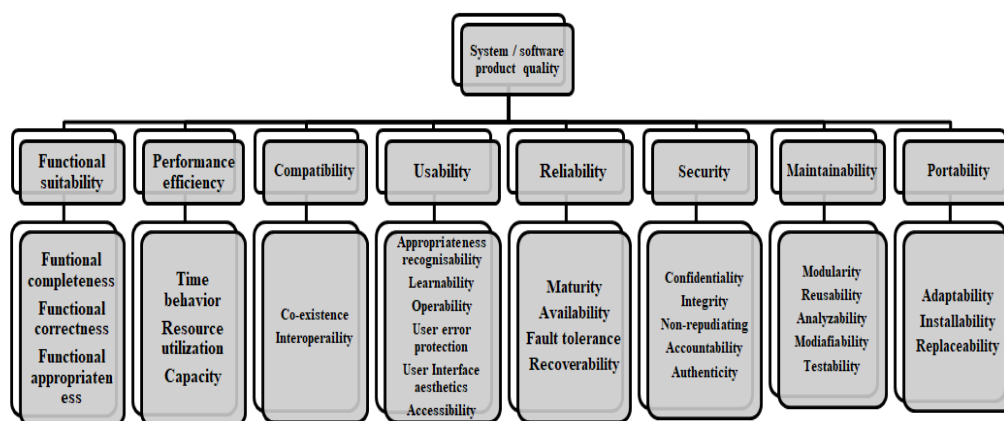 System / software
product quality
Functional
suitability
Performance
efficiency
Compatibility
Usability
Reliability
Security
Maintainability
Portability
Funtional
completeness
Functional
correctness
Functional
appropriaten
ess
Time
behavior
Resource
utilization
Capacity
Co-existence
Interoperaility
Appropriateness
recognisability
Learnability
Operability
User error
protection
User Interface
aesthetics
Accessibility
Maturity
Availability
Fault tolerance
Recoverability
Confidentiality
Integrity
Non-repudiating
Accountability
Authenticity
Modularity
Reusability
Analyzability
Modiafiability
Testability
Adaptability
Installability
Replaceability